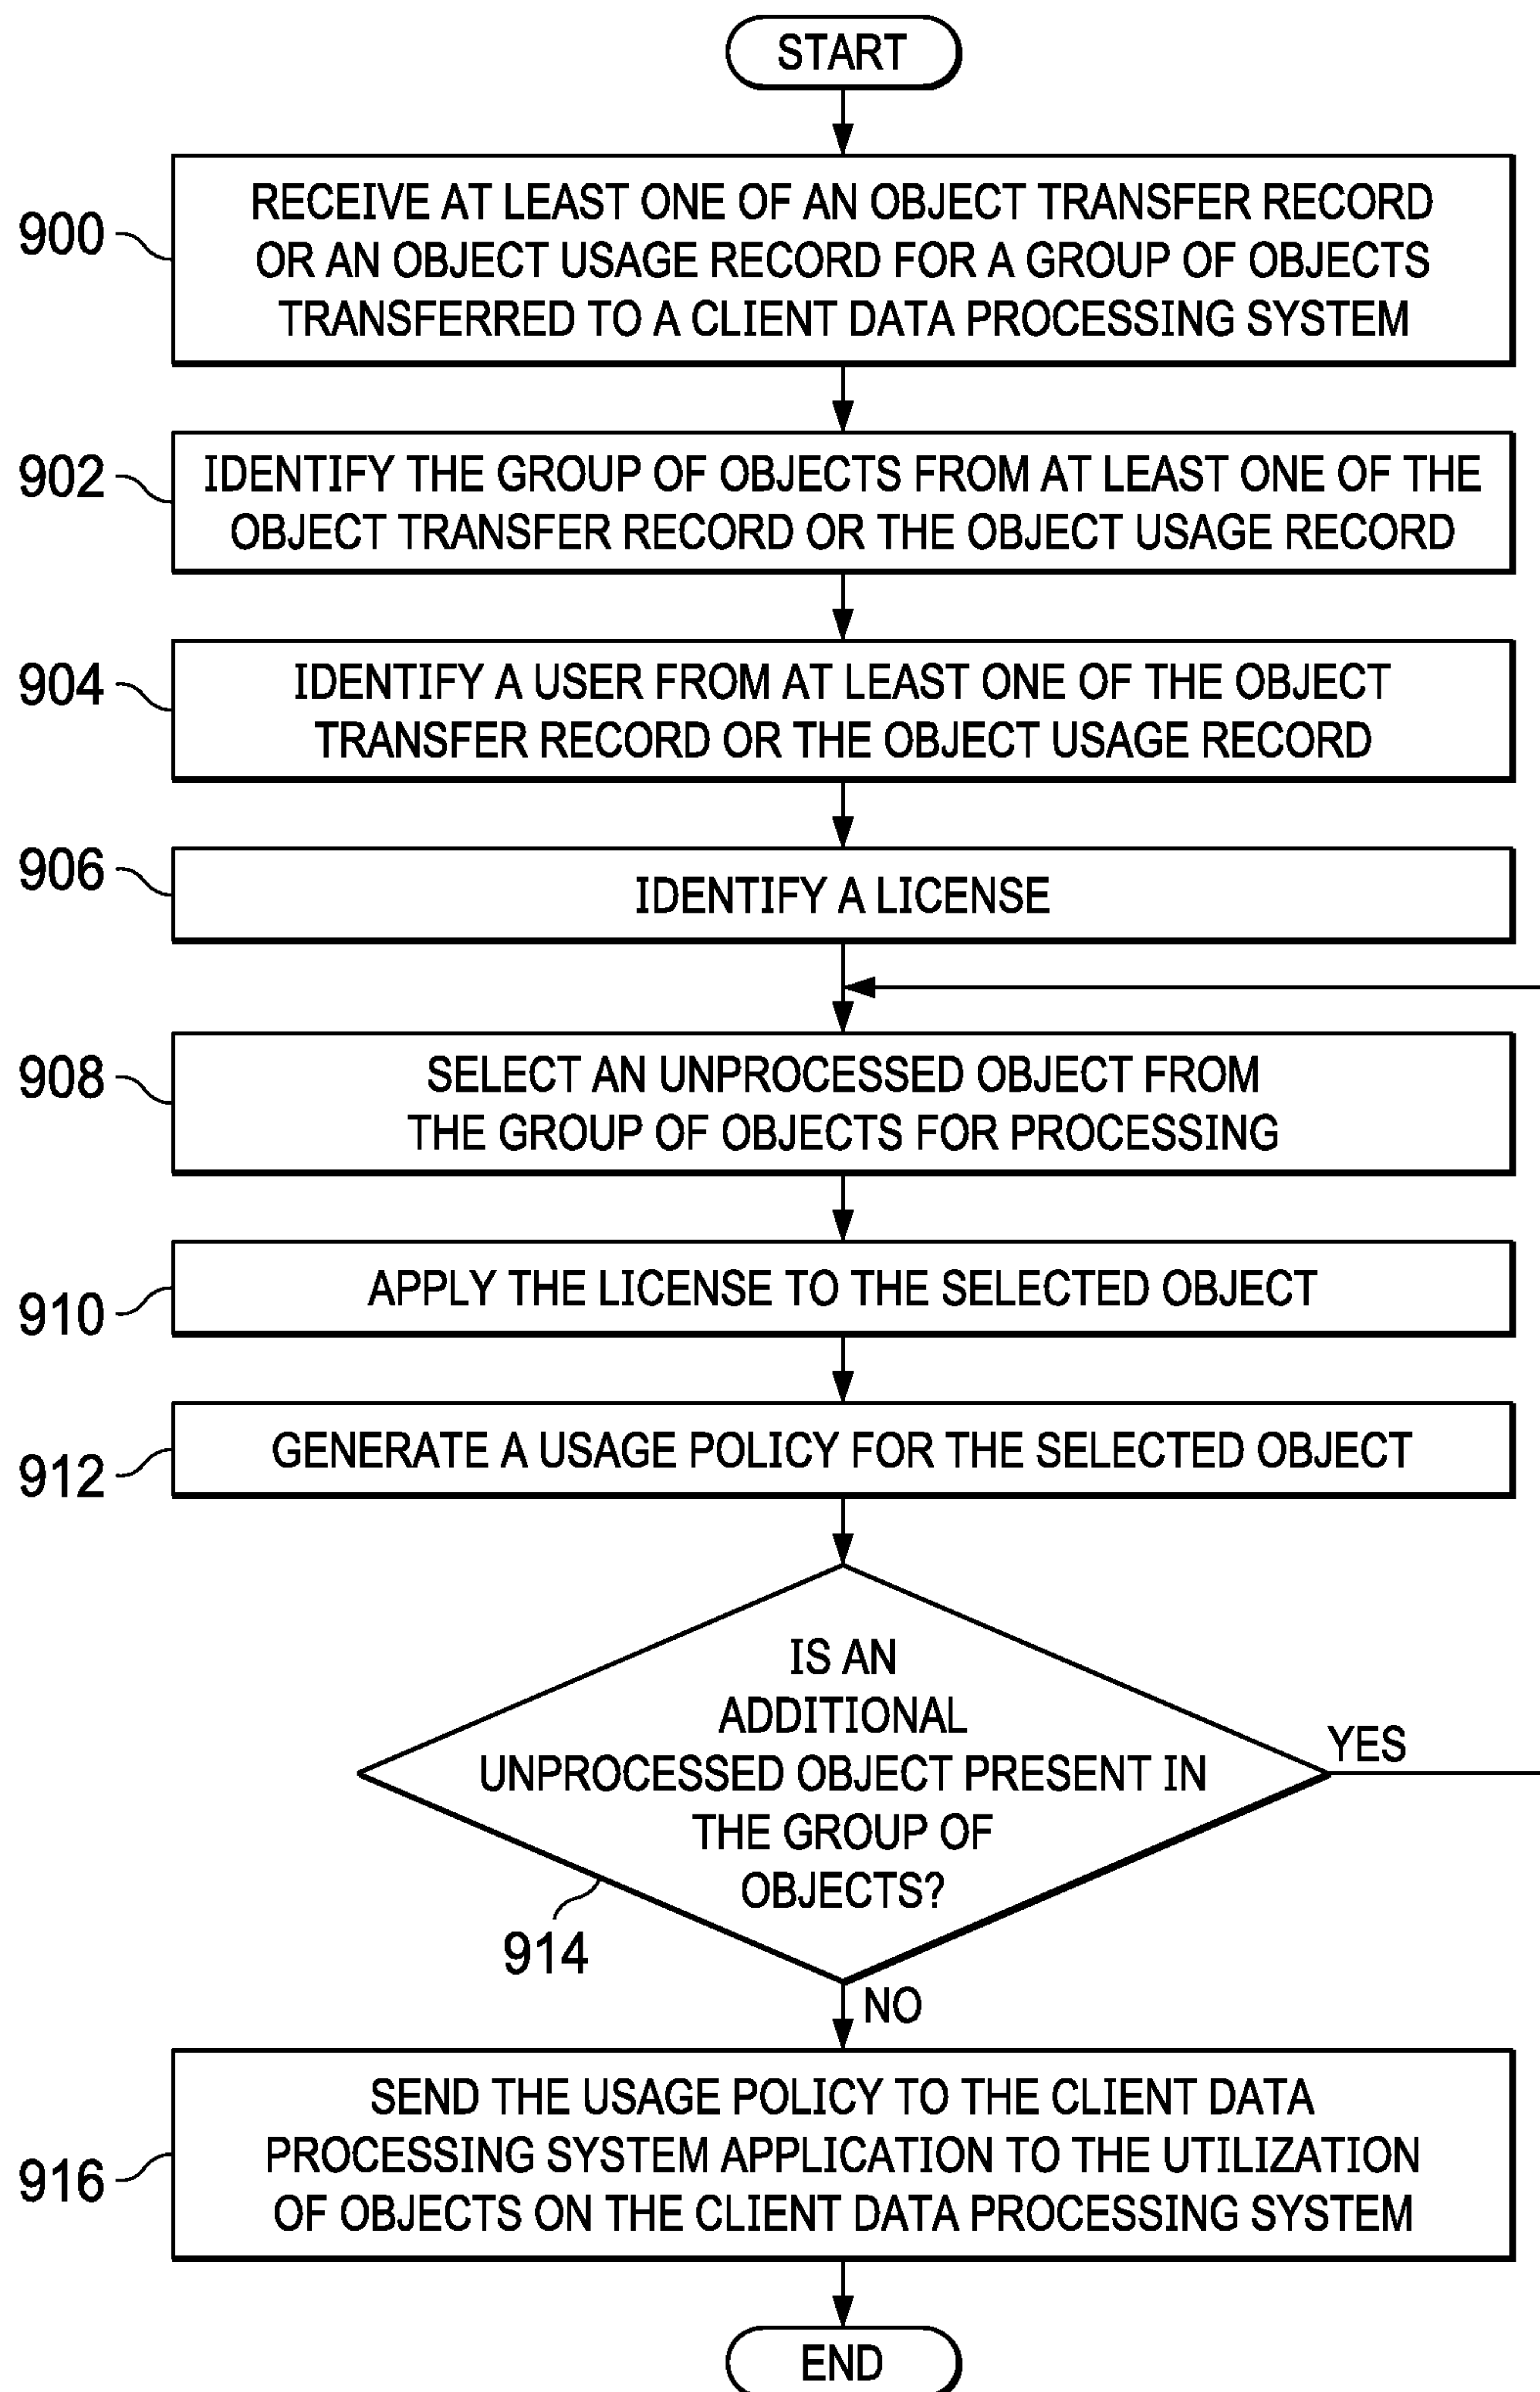 START
900
RECEIVE AT LEAST ONE OF AN OBJECT TRANSFER RECORD
OR AN OBJECT USAGE RECORD FOR A GROUP OF OBJECTS
TRANSFERRED TO A CLIENT DATA PROCESSING SYSTEM
902
IDENTIFY THE GROUP OF OBJECTS FROM AT LEAST ONE OF THE
OBJECT TRANSFER RECORD OR THE OBJECT USAGE RECORD
904
IDENTIFY A USER FROM AT LEAST ONE OF THE OBJECT
TRANSFER RECORD OR THE OBJECT USAGE RECORD
906
IDENTIFY A LICENSE
908
SELECT AN UNPROCESSED OBJECT FROM
THE GROUP OF OBJECTS FOR PROCESSING
910
APPLY THE LICENSE TO THE SELECTED OBJECT
912
GENERATE A USAGE POLICY FOR THE SELECTED OBJECT
IS AN
ADDITIONAL
UNPROCESSED OBJECT PRESENT IN
THE GROUP OF
OBJECTS?
YES
914
NO
916
SEND THE USAGE POLICY TO THE CLIENT DATA
PROCESSING SYSTEM APPLICATION TO THE UTILIZATION
OF OBJECTS ON THE CLIENT DATA PROCESSING SYSTEM
END